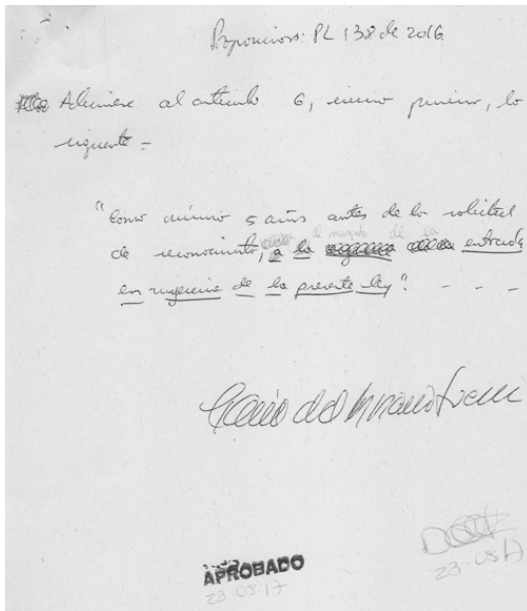 Proposición: PL 138 de 2016
Adiciónese al artículo 6, inciso primero, lo
siguiente -
"Como mínimo 5 años antes de la solicitud
de reconocimiento, a la entrada
en vigencia de la presente ley". - - -
APROBADO
23-05-17
23-05-17